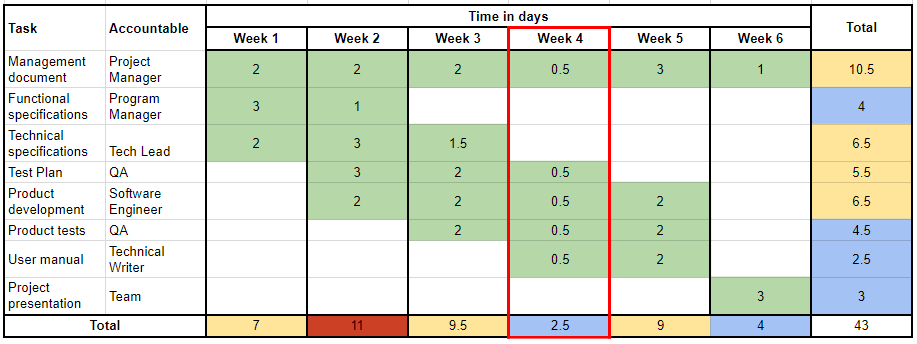 Task Accountable Time in days Total
Week 1 Week 2 Week 3 Week 4 Week 5 Week 6
Management Project
document Manager 2 2 2 0.5 3 1 10.5
Functional Program
specifications Manager 3 1 4
Technical
specifications Tech Lead 2 3 1.5 6.5
Test Plan QA 3 2 0.5 5.5
Product Software
development Engineer 2 2 0.5 2 6.5
Product tests QA 2 0.5 2 4.5
User manual Technical
Writer 0.5 2 2.5
Project
presentation Team 3 3
Total 7 11 9.5 2.5 9 4 43